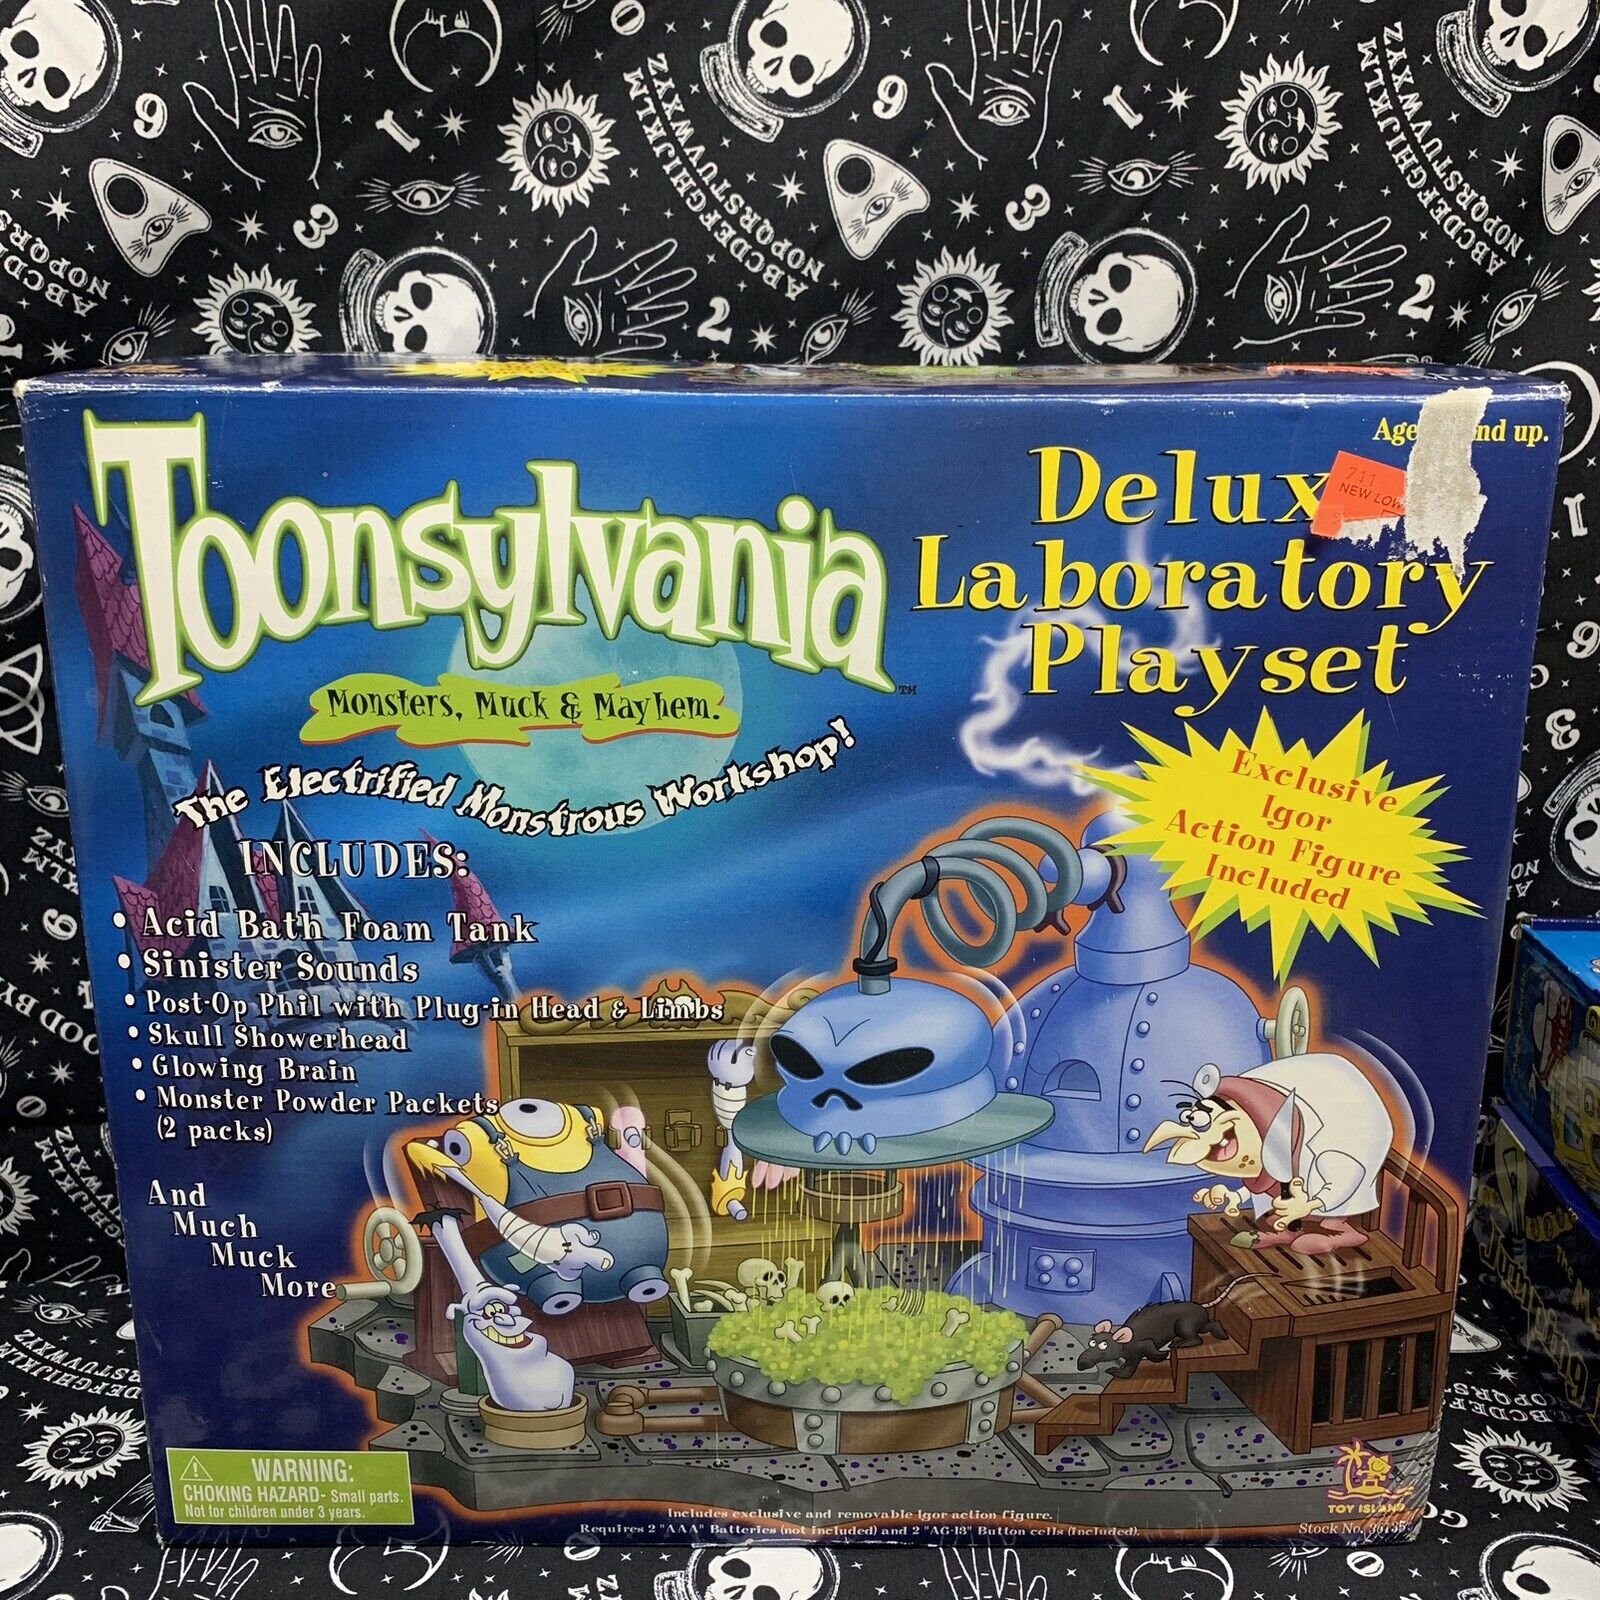 Toonsylvania
TM
Monsters, Muck & Mayhem.
The Electrified Monstrous Workshop!
INCLUDES:
• Acid Bath Foam Tank
• Sinister Sounds
• Post-Op Phil with Plug-in Head & Limbs
• Skull Showerhead
• Glowing Brain
• Monster Powder Packets
(2 packs)
And
Much
Muck
More
nd up.
711
NEW LOW
Laboratory
Playset
Exclusive
Igor
Action Figure
Included
WARNING:
CHOKING HAZARD- Small parts.
Not for children under 3 years.
Includes exclusive and removable Igor action figure.
Requires 2 "AAA" Batteries (not included) and 2 "AG-13" Button cells (Included).
TOY ISLAND
Stock No. 36135